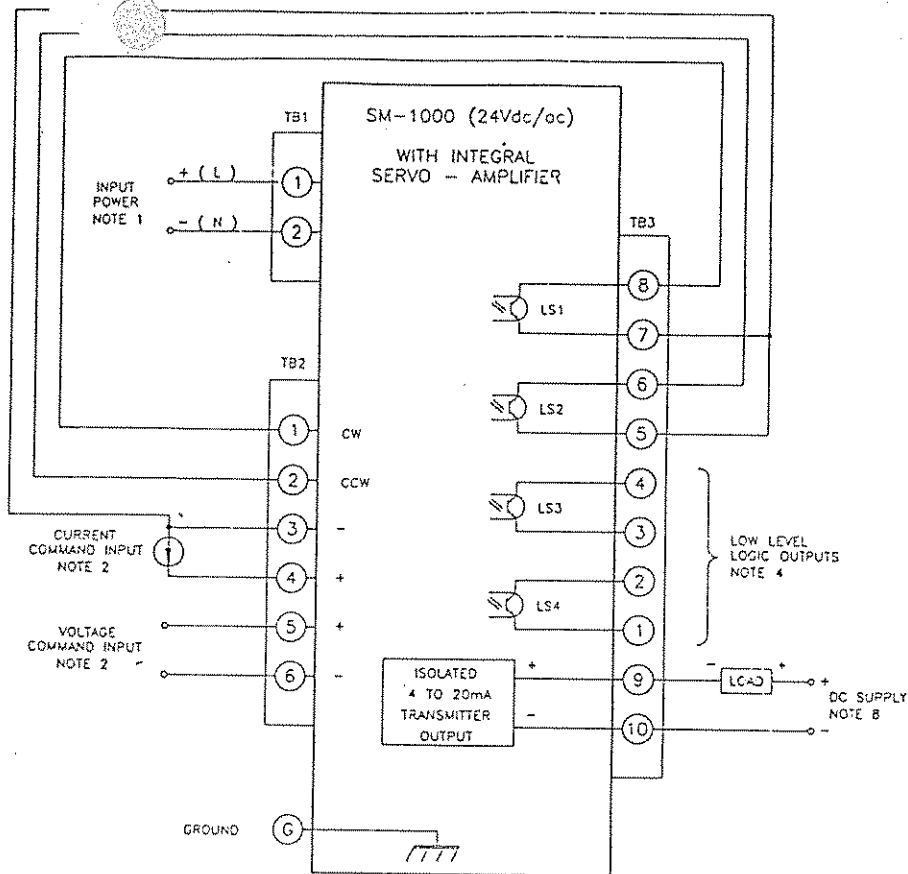 SM-1000 (24Vdc/ac)
WITH INTEGRAL
SERVO - AMPLIFIER
TB1
INPUT
POWER
NOTE 1
+ ( L )
1
- ( N )
2
TB3
8
LS1
7
6
LS2
5
4
LS3
3
2
LS4
1
LOW LEVEL
LOGIC OUTPUTS
NOTE 4
TB2
1
CW
2
CCW
3
-
CURRENT
COMMAND INPUT
NOTE 2
4
+
VOLTAGE
COMMAND INPUT
NOTE 2
5
+
6
-
ISOLATED
4 TO 20mA
TRANSMITTER
OUTPUT
+
9
-
LOAD
+
+
DC SUPPLY
NOTE 8
-
10
-
GROUND
G